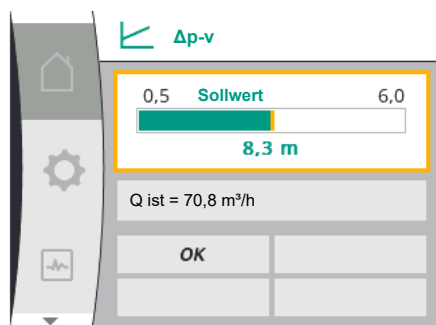 Δp-v
0,5 Sollwert 6,0
8,3 m
Q ist = 70,8 m³/h
OK